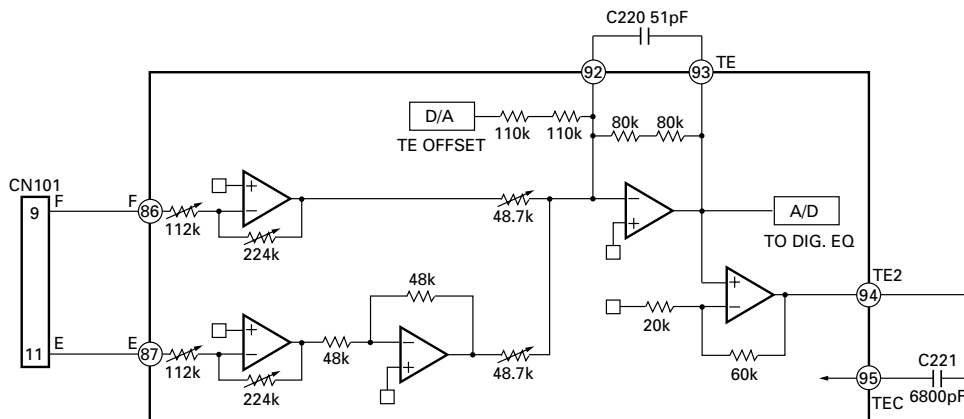 C220 51pF
92
93
TE
D/A
110k
110k
TE OFFSET
80k
80k
CN101
9
F
F
86
112k
+
−
224k
48.7k
−
+
A/D
TO DIG. EQ
48k
11
E
E
87
112k
+
−
224k
48k
−
+
48.7k
20k
+
−
60k
TE2
94
95
TEC
C221
6800pF